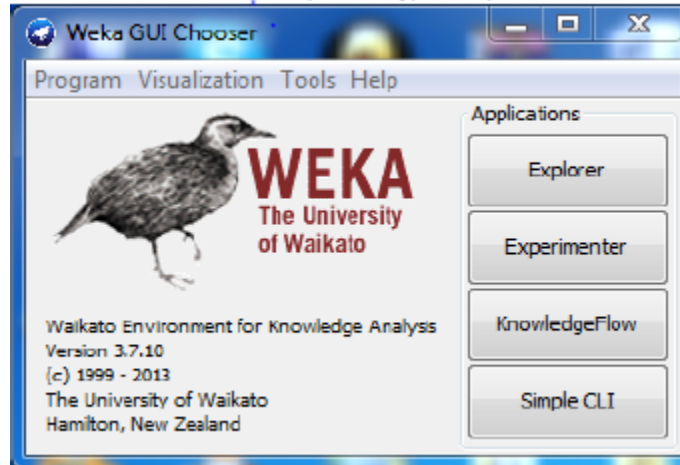 Weka GUI Chooser
Program Visualization Tools Help
WEKA
The University
of Waikato
Waikato Environment for Knowledge Analysis
Version 3.7.10
(c) 1999 - 2013
The University of Waikato
Hamilton, New Zealand
Applications
Explorer
Experimenter
KnowledgeFlow
Simple CLI